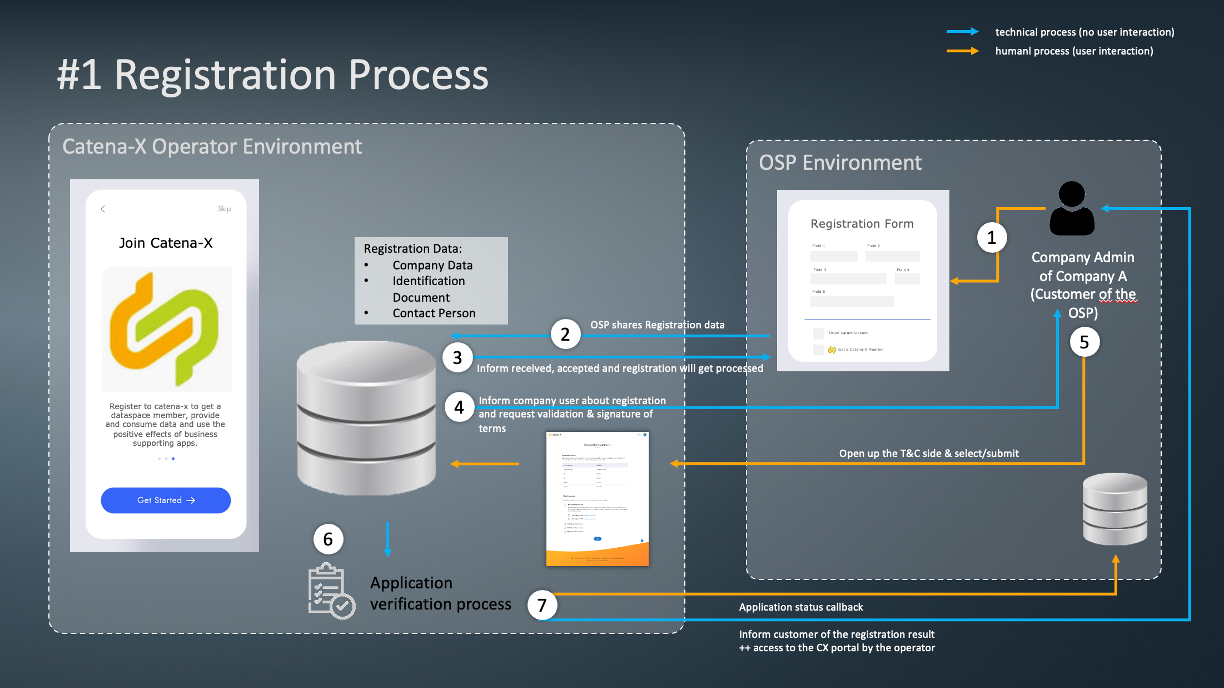 technical process (no user interaction)
humanl process (user interaction)
#1 Registration Process
Catena-X Operator Environment
Skip
Join Catena-X
Register to catena-x to get a
dataspace member, provide
and consume data and use the
positive effects of business
supporting apps.
Get Started
Registration Data:
• Company Data
• Identification
Document
• Contact Person
OSP Environment
Registration Form
Field 1
Field 2
Field 3
Field 4
Field 5
Catena-X Member
1
Company Admin
of Company A
(Customer of the
OSP)
2
OSP shares Registration data
3
Inform received, accepted and registration will get processed
4
Inform company user about registration
and request validation & signature of
terms
5
Open up the T&C side & select/submit
6
Application
verification process
7
Application status callback
Inform customer of the registration result
++ access to the CX portal by the operator